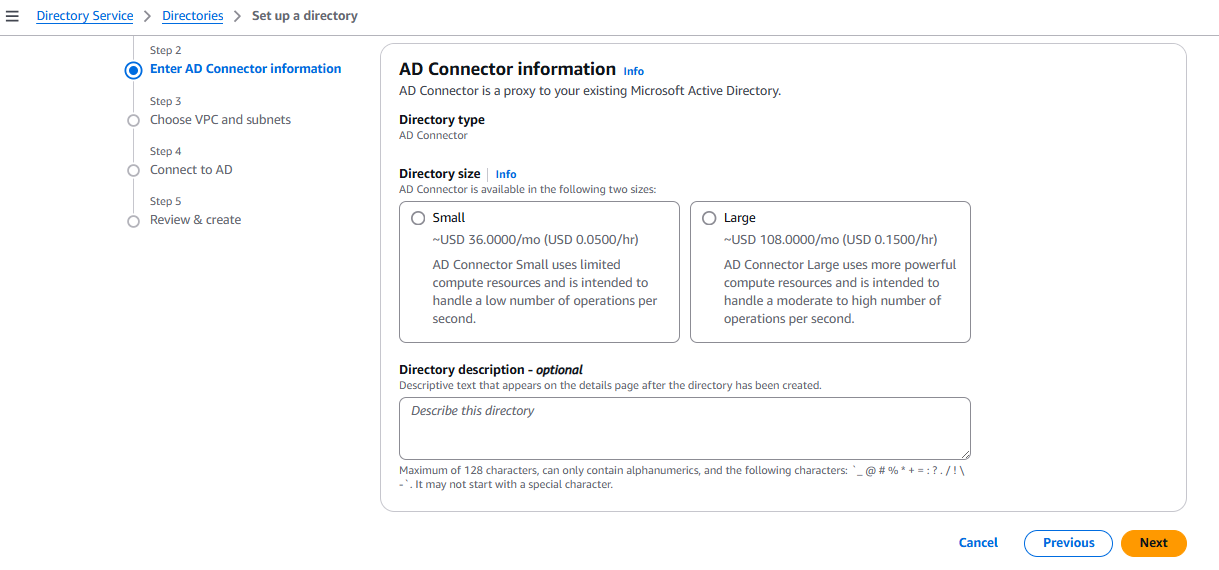 Directory Service > Directories > Set up a directory
Step 2
Enter AD Connector information
Step 3
Choose VPC and subnets
Step 4
Connect to AD
Step 5
Review & create
AD Connector information Info
AD Connector is a proxy to your existing Microsoft Active Directory.
Directory type
AD Connector
Directory size | Info
AD Connector is available in the following two sizes:
Small
~USD 36.0000/mo (USD 0.0500/hr)
AD Connector Small uses limited
compute resources and is intended to
handle a low number of operations per
second.
Large
~USD 108.0000/mo (USD 0.1500/hr)
AD Connector Large uses more powerful
compute resources and is intended to
handle a moderate to high number of
operations per second.
Directory description - optional
Descriptive text that appears on the details page after the directory has been created.
Describe this directory
Maximum of 128 characters, can only contain alphanumerics, and the following characters: `_ @ # % * + = : ? . / ! \
-`. It may not start with a special character.
Cancel
Previous
Next